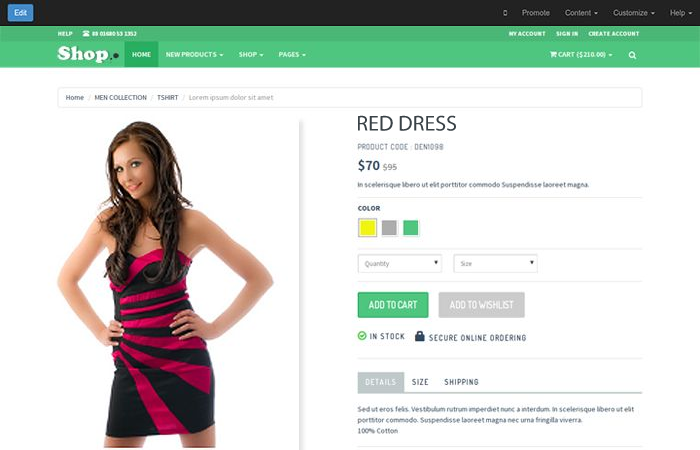 Edit
Promote
Content
Customize
Help
HELP
88 01680 53 1352
MY ACCOUNT
SIGN IN
CREATE ACCOUNT
Shop.
HOME
NEW PRODUCTS
SHOP
PAGES
CART ($210.00)
Home / MEN COLLECTION / TSHIRT / Lorem ipsum dolor sit amet
RED DRESS
PRODUCT CODE : DEN1098
$70 $95
In scelerisque libero ut elit porttitor commodo Suspendisse laoreet magna.
COLOR
Quantity
Size
ADD TO CART
ADD TO WISHLIST
IN STOCK
SECURE ONLINE ORDERING
DETAILS
SIZE
SHIPPING
Sed ut eros felis. Vestibulum rutrum imperdiet nunc a interdum. In scelerisque libero ut elit
porttitor commodo. Suspendisse laoreet magna nec urna fringilla viverra.
100% Cotton